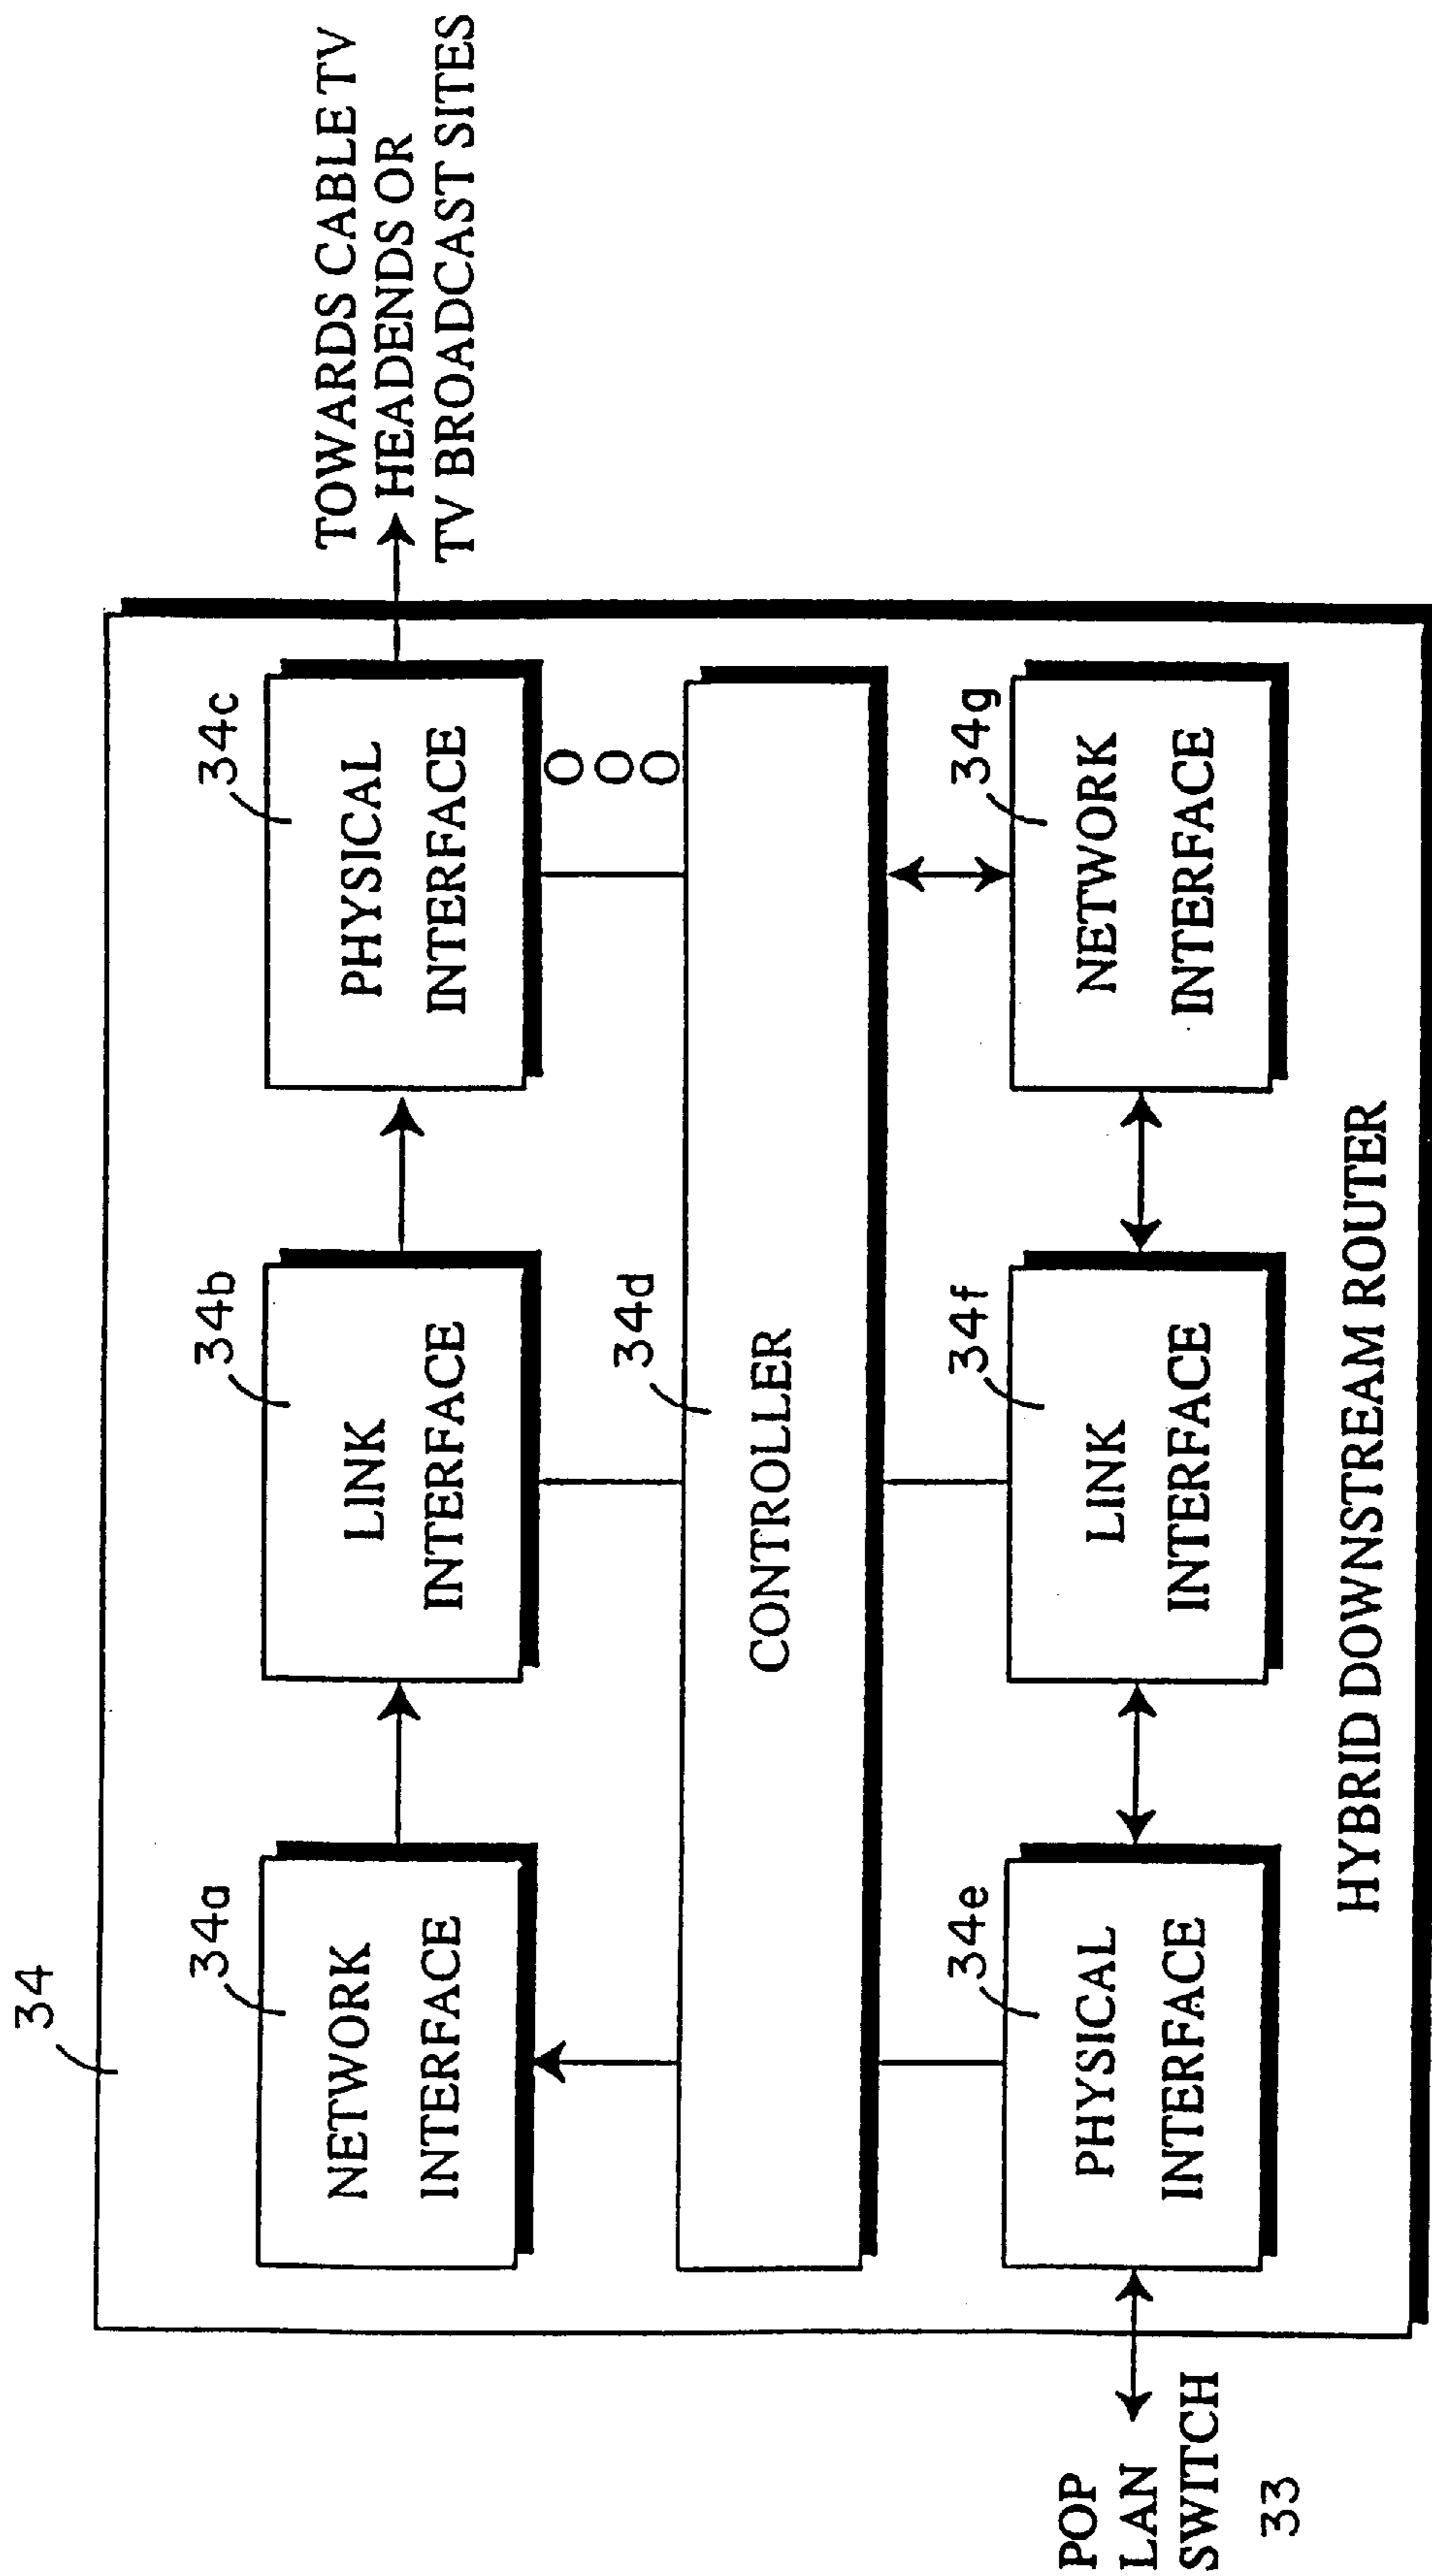 34
34a
NETWORK
INTERFACE
34b
LINK
INTERFACE
34c
PHYSICAL
INTERFACE
TOWARDS CABLE TV
HEADENDS OR
TV BROADCAST SITES
34d
CONTROLLER
34e
PHYSICAL
INTERFACE
34f
LINK
INTERFACE
34g
NETWORK
INTERFACE
POP
LAN
SWITCH
33
HYBRID DOWNSTREAM ROUTER